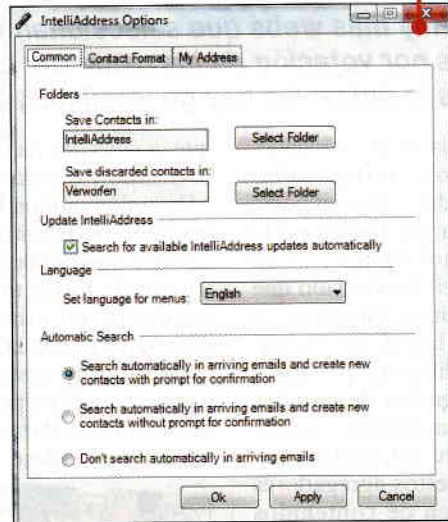 IntelliAddress Options
Common Contact Format My Address
Folders
Save Contacts in:
IntelliAddress Select Folder
Save discarded contacts in:
Verworfen Select Folder
Update IntelliAddress
Search for available IntelliAddress updates automatically
Language
Set language for menus: English
Automatic Search
Search automatically in arriving emails and create new
contacts with prompt for confirmation
Search automatically in arriving emails and create new
contacts without prompt for confirmation
Don't search automatically in arriving emails
Ok Apply Cancel